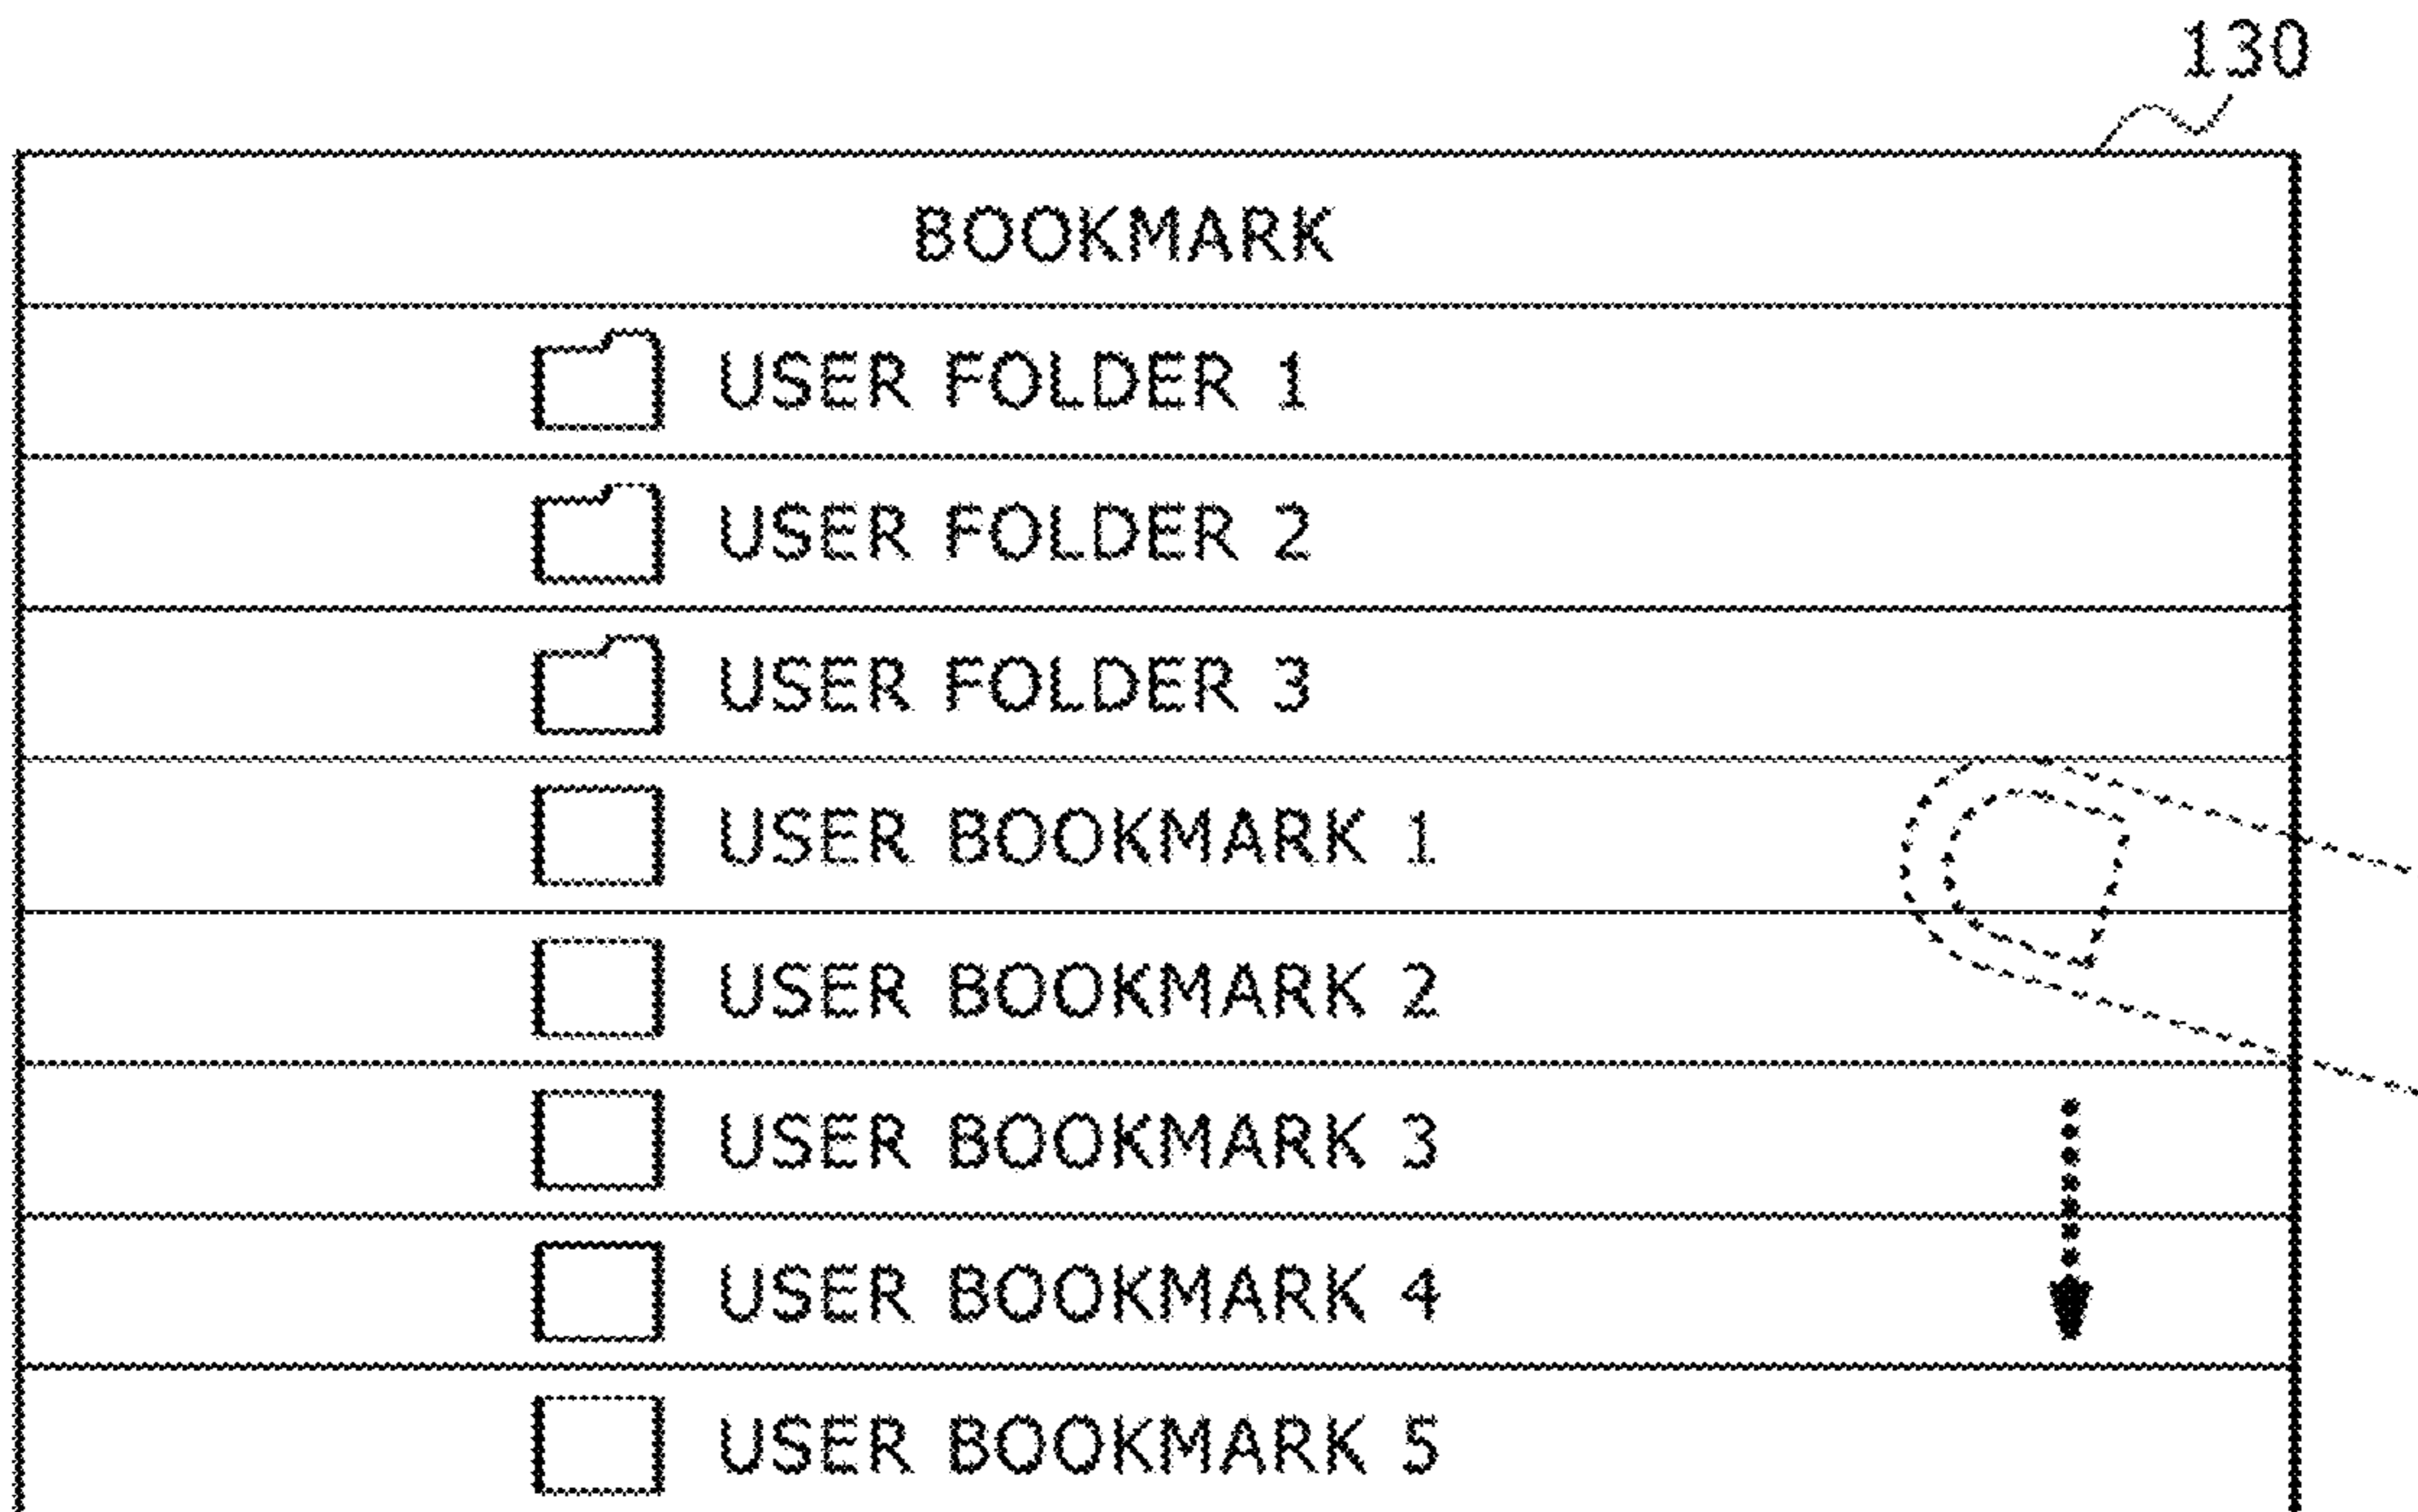 130
BOOKMARK
USER FOLDER 1
USER FOLDER 2
USER FOLDER 3
USER BOOKMARK 1
USER BOOKMARK 2
USER BOOKMARK 3
USER BOOKMARK 4
USER BOOKMARK 5